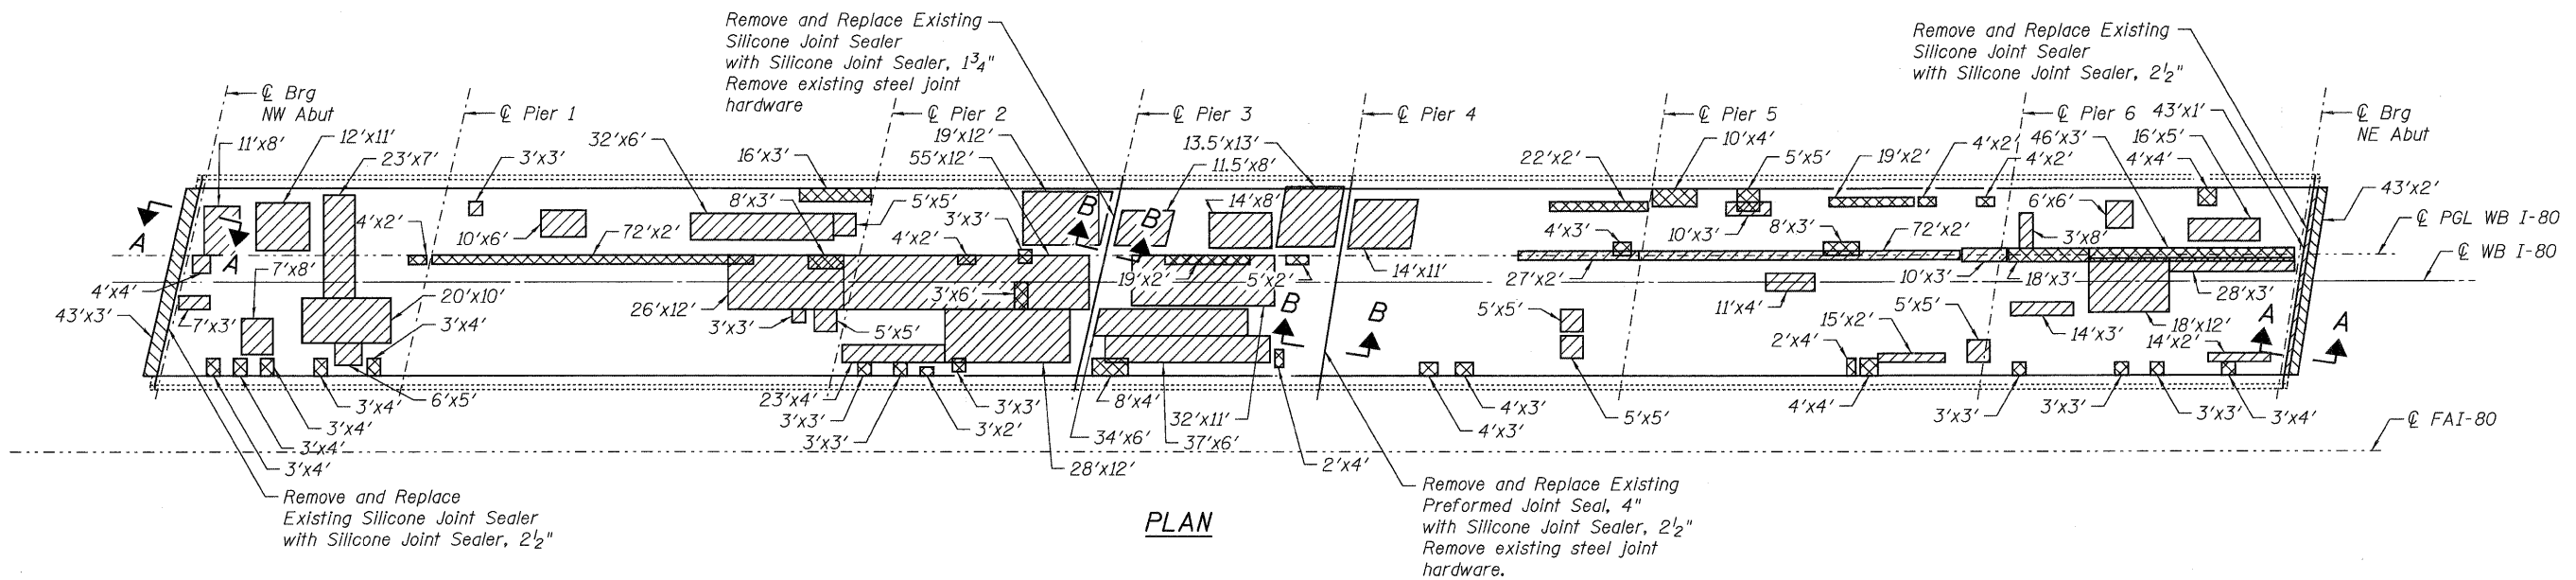 Remove and Replace Existing
Silicone Joint Sealer
with Silicone Joint Sealer, 1 3/4"
Remove existing steel joint
hardware
Remove and Replace Existing
Silicone Joint Sealer
with Silicone Joint Sealer, 2 1/2"
℄ Brg
NW Abut
℄ Pier 1
℄ Pier 2
℄ Pier 3
℄ Pier 4
℄ Pier 5
℄ Pier 6
℄ Brg
NE Abut
11'x8'
12'x11'
23'x7'
3'x3'
32'x6'
16'x3'
19'x12'
55'x12'
13.5'x13'
11.5'x8'
14'x8'
22'x2'
10'x4'
5'x5'
19'x2'
4'x2'
4'x2'
46'x3'
43'x1'
16'x5'
4'x4'
43'x2'
℄ PGL WB I-80
℄ WB I-80
A
A
4'x2'
10'x6'
72'x2'
8'x3'
5'x5'
3'x3'
4'x2'
B
B
4'x3'
10'x3'
8'x3'
72'x2'
6'x6'
3'x8'
4'x4'
7'x8'
7'x3'
43'x3'
20'x10'
3'x4'
6'x5'
26'x12'
3'x3'
5'x5'
3'x6'
19'x2'
5'x2'
14'x11'
27'x2'
11'x4'
10'x3'
18'x3'
28'x3'
B
B
5'x5'
5'x5'
2'x4'
15'x2'
5'x5'
14'x3'
18'x12'
14'x2'
A
A
3'x4'
3'x4'
3'x4'
3'x4'
23'x4'
3'x3'
3'x3'
3'x2'
3'x3'
8'x4'
32'x11'
34'x6'
37'x6'
28'x12'
2'x4'
4'x3'
4'x3'
4'x4'
3'x3'
3'x3'
3'x3'
3'x4'
℄ FAI-80
Remove and Replace
Existing Silicone Joint Sealer
with Silicone Joint Sealer, 2 1/2"
Remove and Replace Existing
Preformed Joint Seal, 4"
with Silicone Joint Sealer, 2 1/2"
Remove existing steel joint
hardware.
PLAN